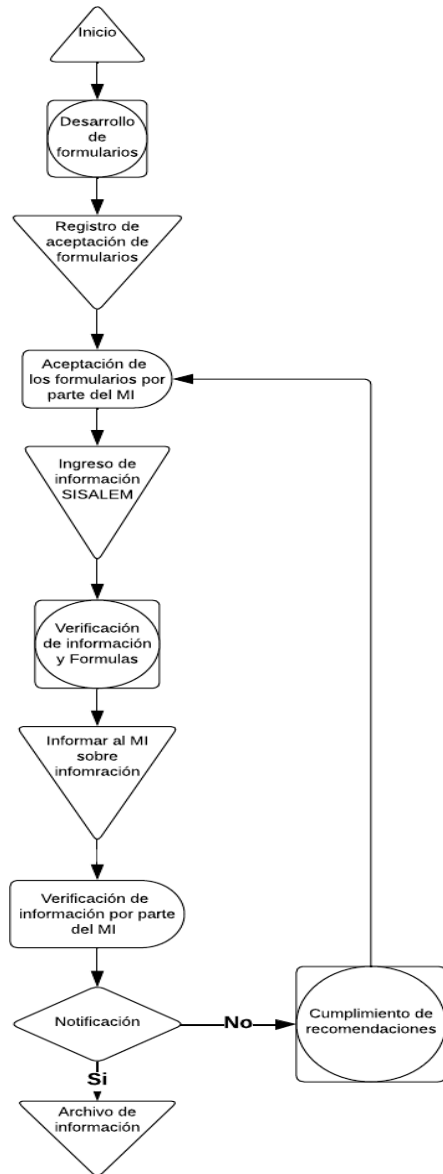 Inicio
Desarrollo
de
formularios
Registro de
aceptación de
formularios
Aceptación de
los formularios por
parte del MI
Ingreso de
información
SISALEM
Verificación
de información
y Formulas
Informar al MI
sobre
infomración
Verificación de
información por parte
del MI
Notificación
No
Cumplimiento de
recomendaciones
Si
Archivo de
información